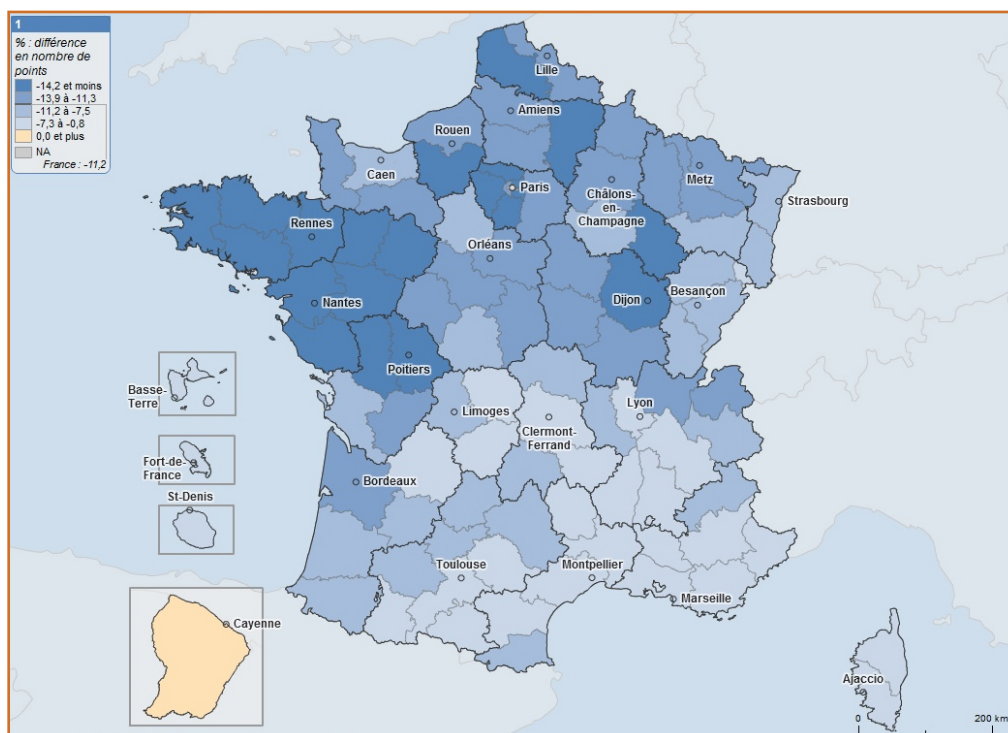 1
% : différence
en nombre de
points
-14,2 et moins
-13,9 à -11,3
-11,2 à -7,5
-7,3 à -0,8
0,0 et plus
NA
France : -11,2
Lille
Amiens
Rouen
Caen
Paris
Châlons-
en-
Champagne
Metz
Strasbourg
Rennes
Orléans
Nantes
Dijon
Besançon
Poitiers
Basse-
Terre
Limoges
Clermont-
Ferrand
Lyon
Fort-de-
France
Bordeaux
St-Denis
Toulouse
Montpellier
Marseille
Cayenne
Ajaccio
0
200 km